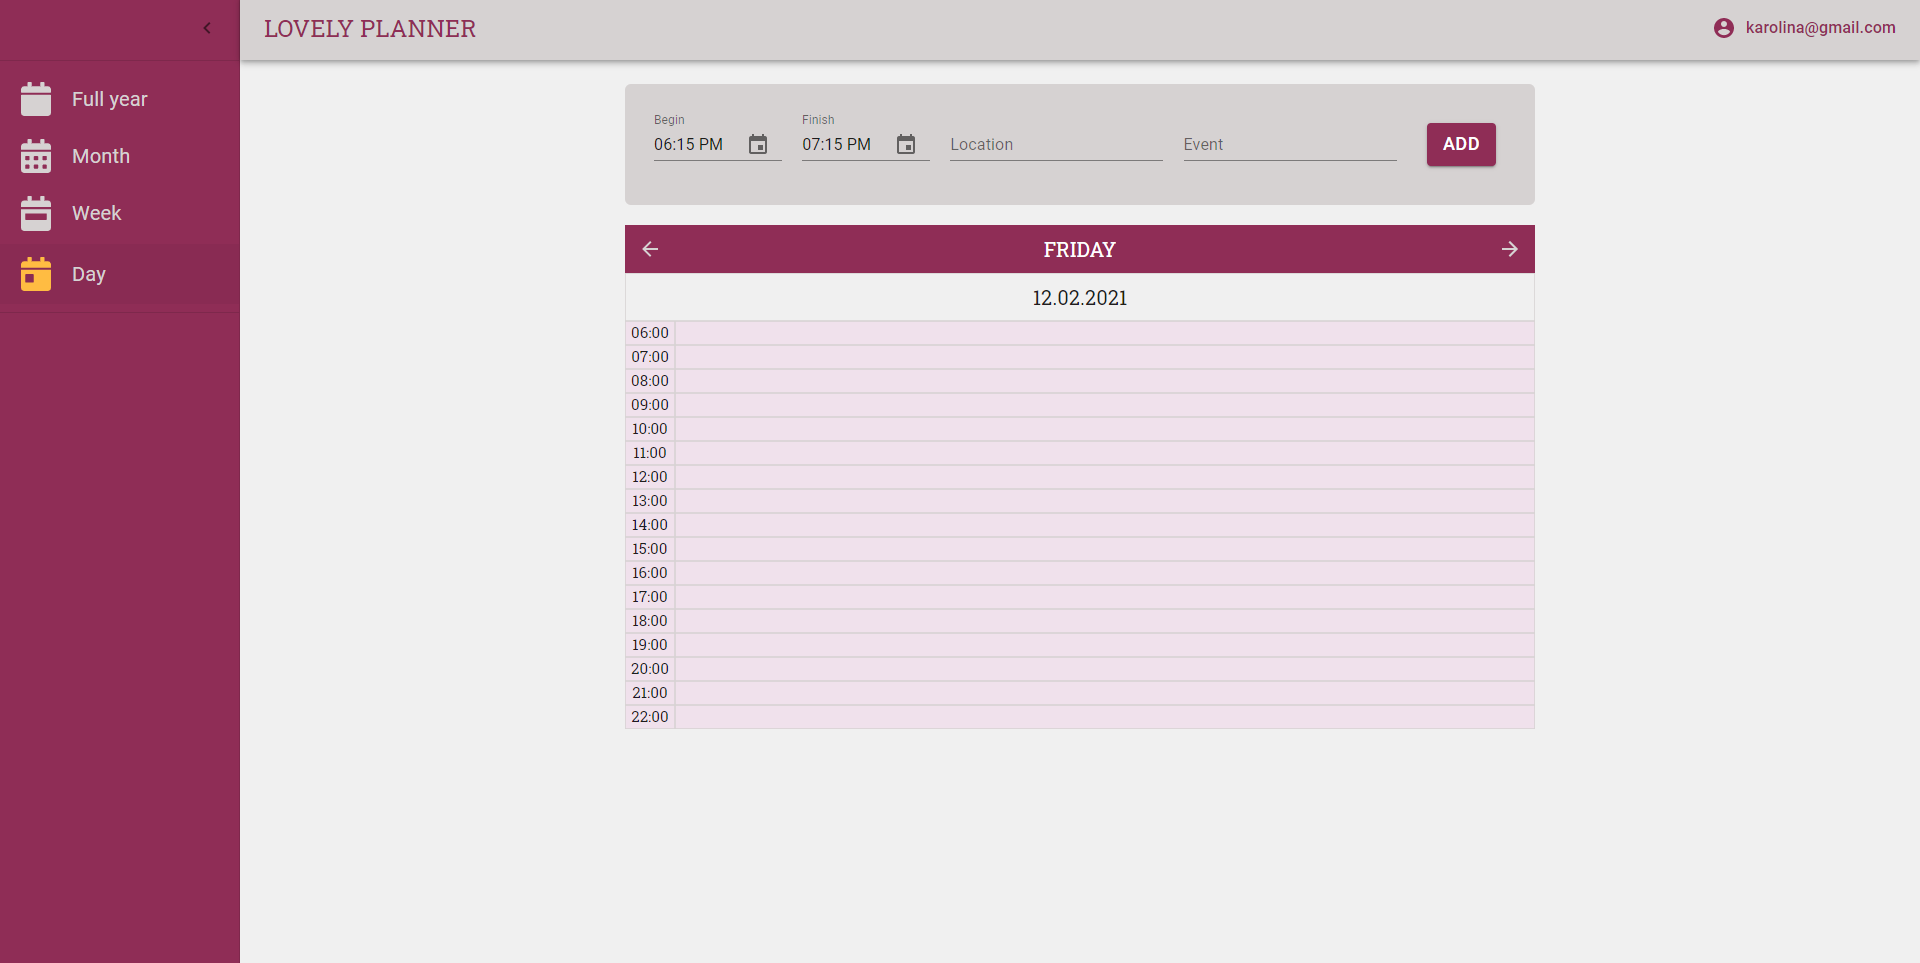 LOVELY PLANNER
karolina@gmail.com
Full year
Month
Week
Day
Begin
Finish
06:15 PM
07:15 PM
Location
Event
ADD
FRIDAY
12.02.2021
06:00
07:00
08:00
09:00
10:00
11:00
12:00
13:00
14:00
15:00
16:00
17:00
18:00
19:00
20:00
21:00
22:00